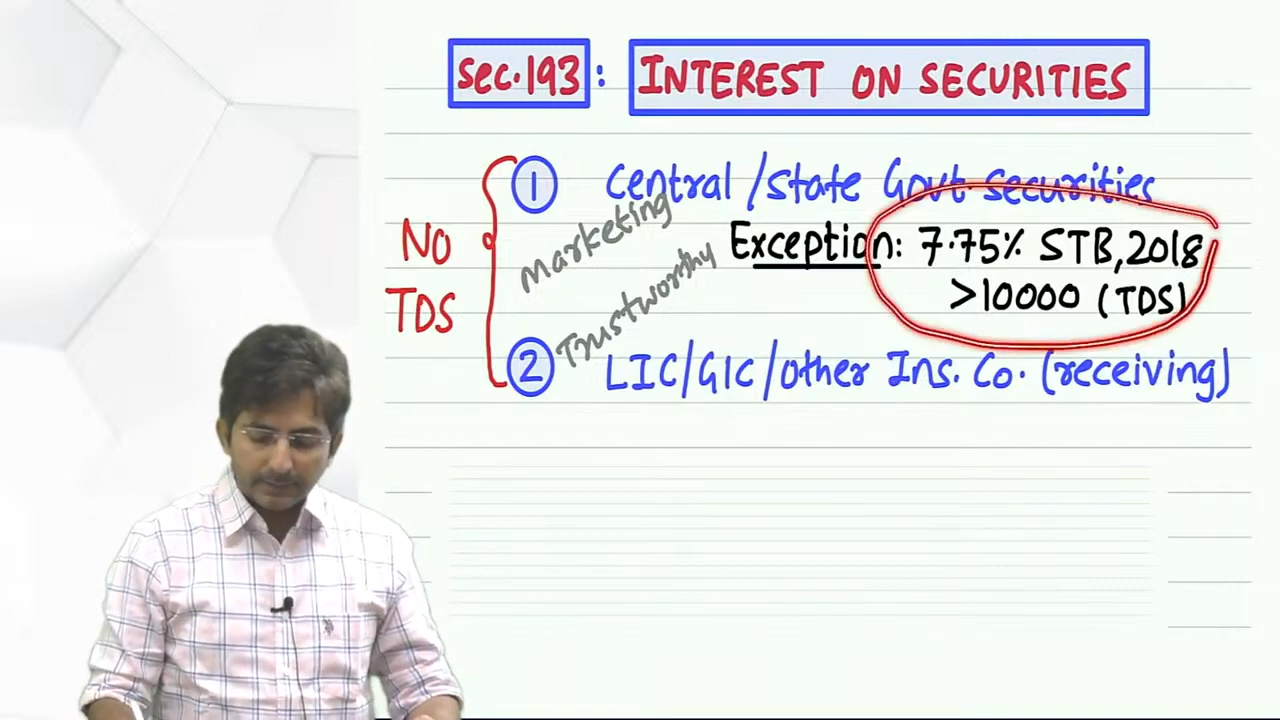 Sec.193 : INTEREST ON SECURITIES
NO TDS
① Central /State Govt. Securities
Marketing
Exception: 7.75% STB,2018
>10000 (TDS)
Trustworthy
② LIC/GIC/other Ins. Co. (receiving)